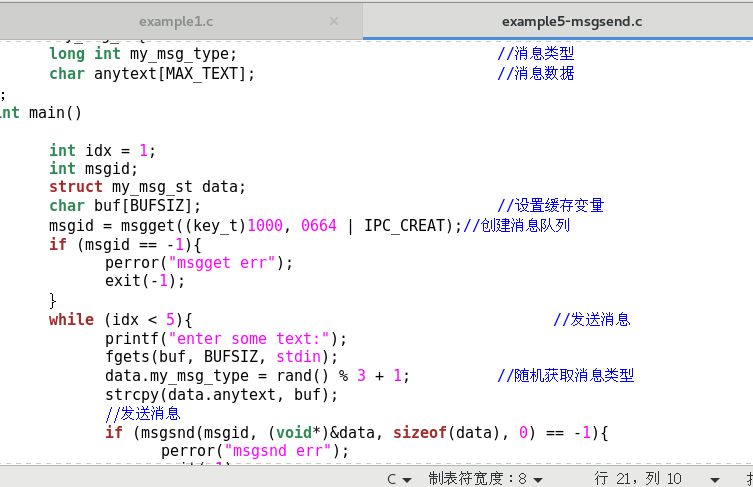 example1.c
example5-msgsend.c
long int my_msg_type; //消息类型
char anytext[MAX_TEXT]; //消息数据
;
int main()
int idx = 1;
int msgid;
struct my_msg_st data;
char buf[BUFSIZ]; //设置缓存变量
msgid = msgget((key_t)1000, 0664 | IPC_CREAT);//创建消息队列
if (msgid == -1){
perror("msgget err");
exit(-1);
}
while (idx < 5){ //发送消息
printf("enter some text:");
fgets(buf, BUFSIZ, stdin);
data.my_msg_type = rand() % 3 + 1; //随机获取消息类型
strcpy(data.anytext, buf);
//发送消息
if (msgsnd(msgid, (void*)&data, sizeof(data), 0) == -1){
perror("msgsnd err");
C 制表符宽度：8 行 21，列 10